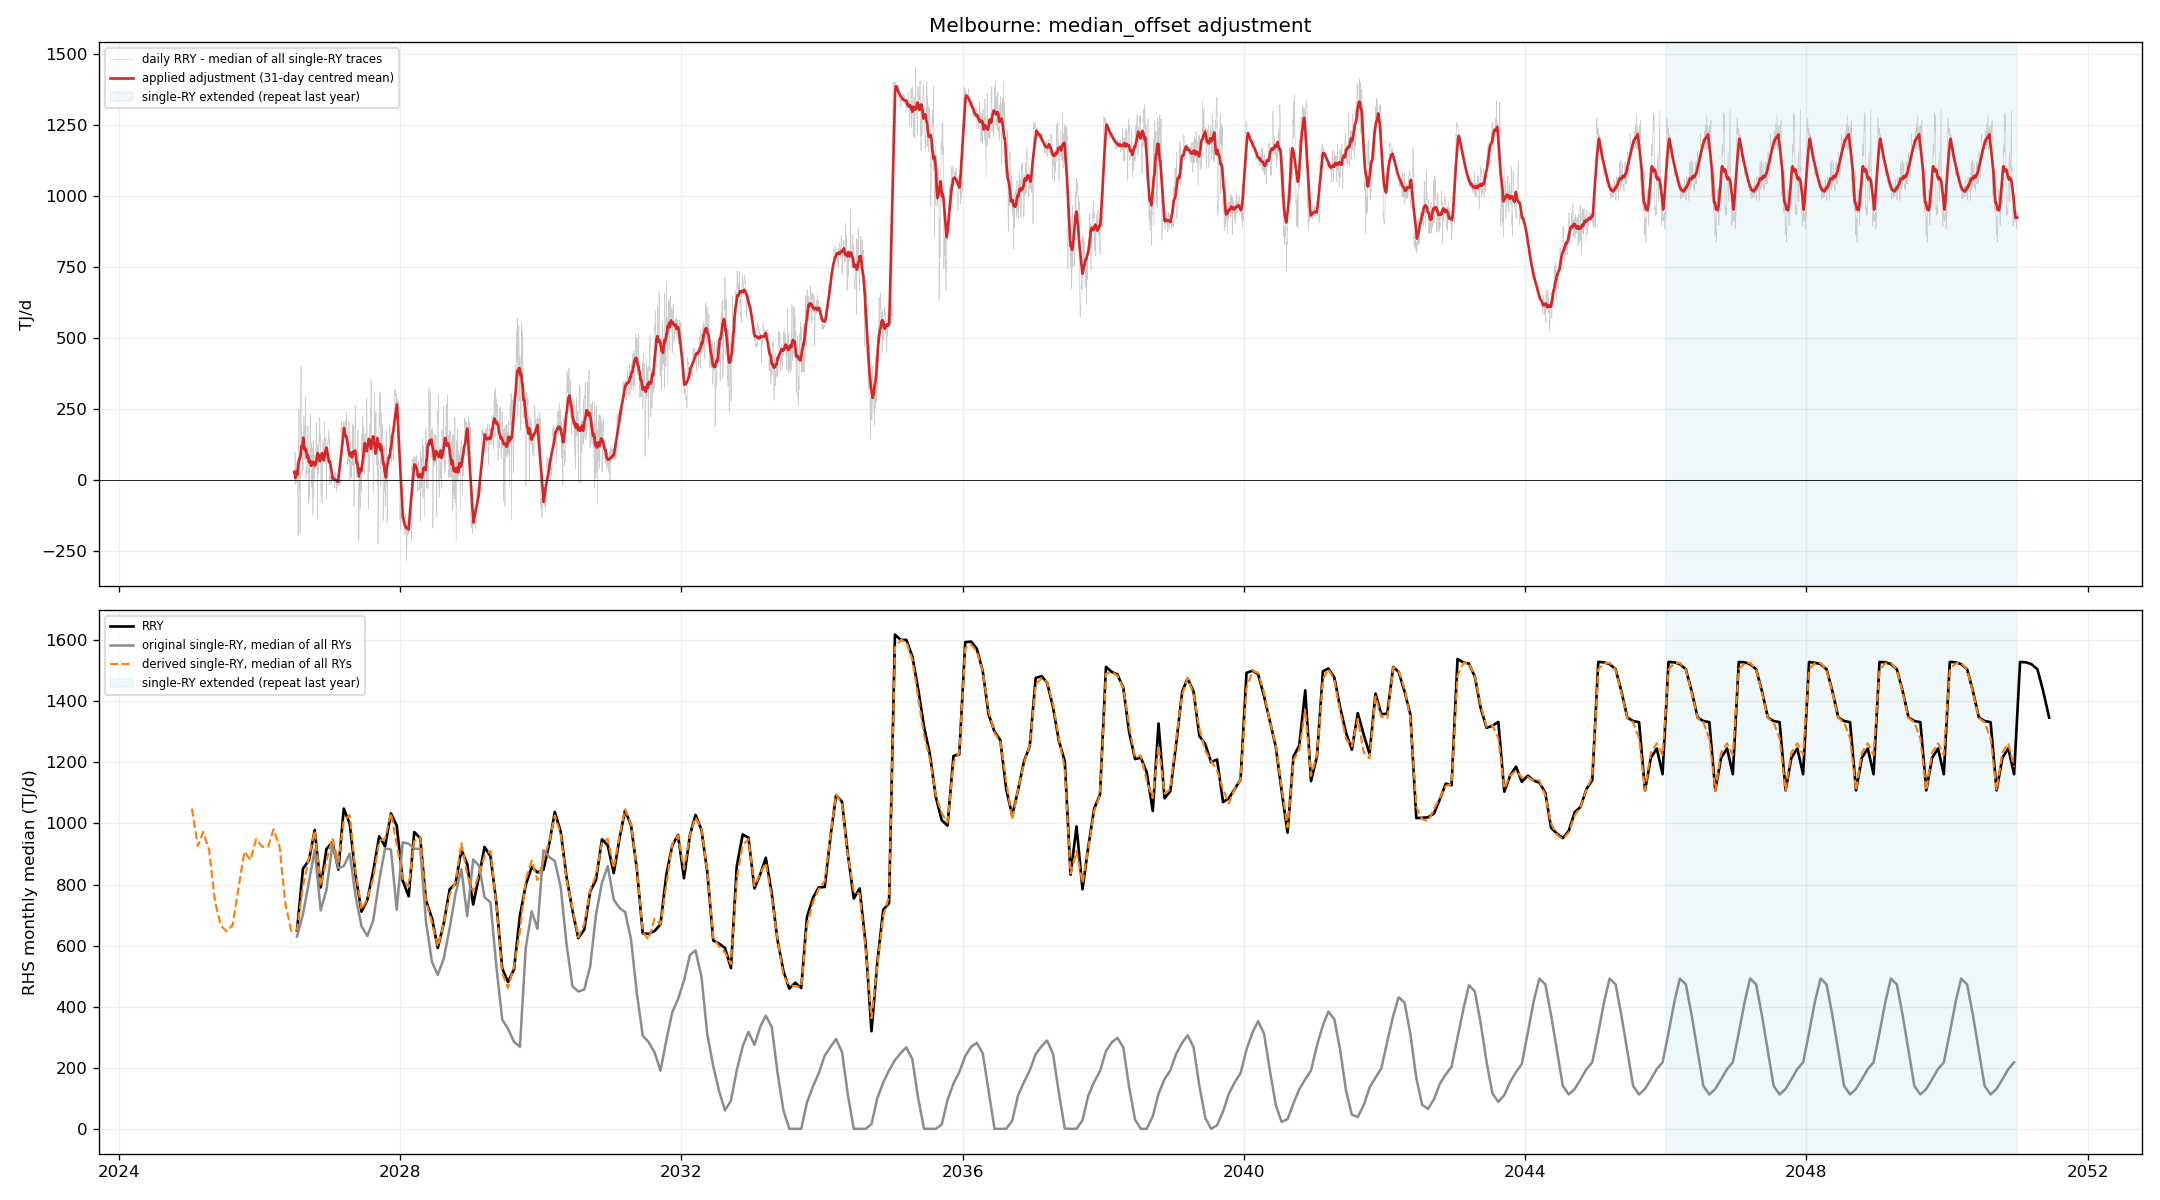 Melbourne: median_offset adjustment
daily RRY - median of all single-RY traces
applied adjustment (31-day centred mean)
single-RY extended (repeat last year)
TJ/d
1500
1250
1000
750
500
250
0
−250
RRY
original single-RY, median of all RYs
derived single-RY, median of all RYs
single-RY extended (repeat last year)
RHS monthly median (TJ/d)
1600
1400
1200
1000
800
600
400
200
0
2024 2028 2032 2036 2040 2044 2048 2052